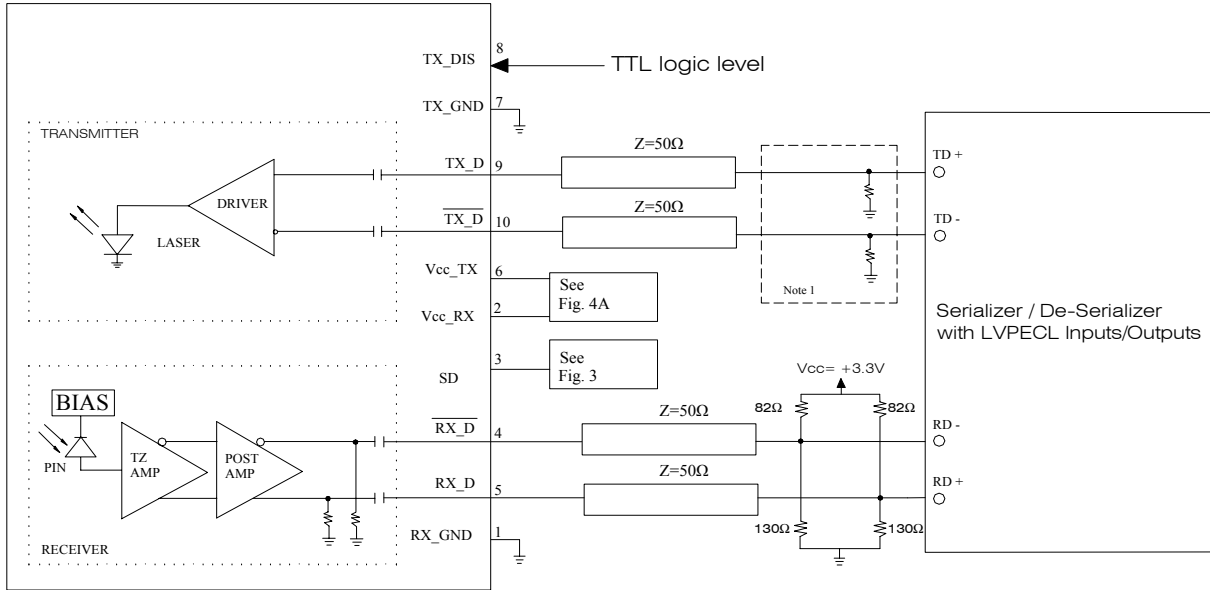 8
TX_DIS
TTL logic level
7
TX_GND
TRANSMITTER
Z=50Ω
TX_D
9
TD +
DRIVER
Z=50Ω
TX_D
10
TD -
LASER
Vcc_TX
6
See
Fig. 4A
Note 1
Vcc_RX
2
Serializer / De-Serializer
with LVPECL Inputs/Outputs
3
SD
See
Fig. 3
Vcc= +3.3V
BIAS
82Ω
82Ω
Z=50Ω
RX_D
4
RD -
PIN
TZ
AMP
POST
AMP
Z=50Ω
RX_D
5
RD +
130Ω
130Ω
RX_GND
1
RECEIVER